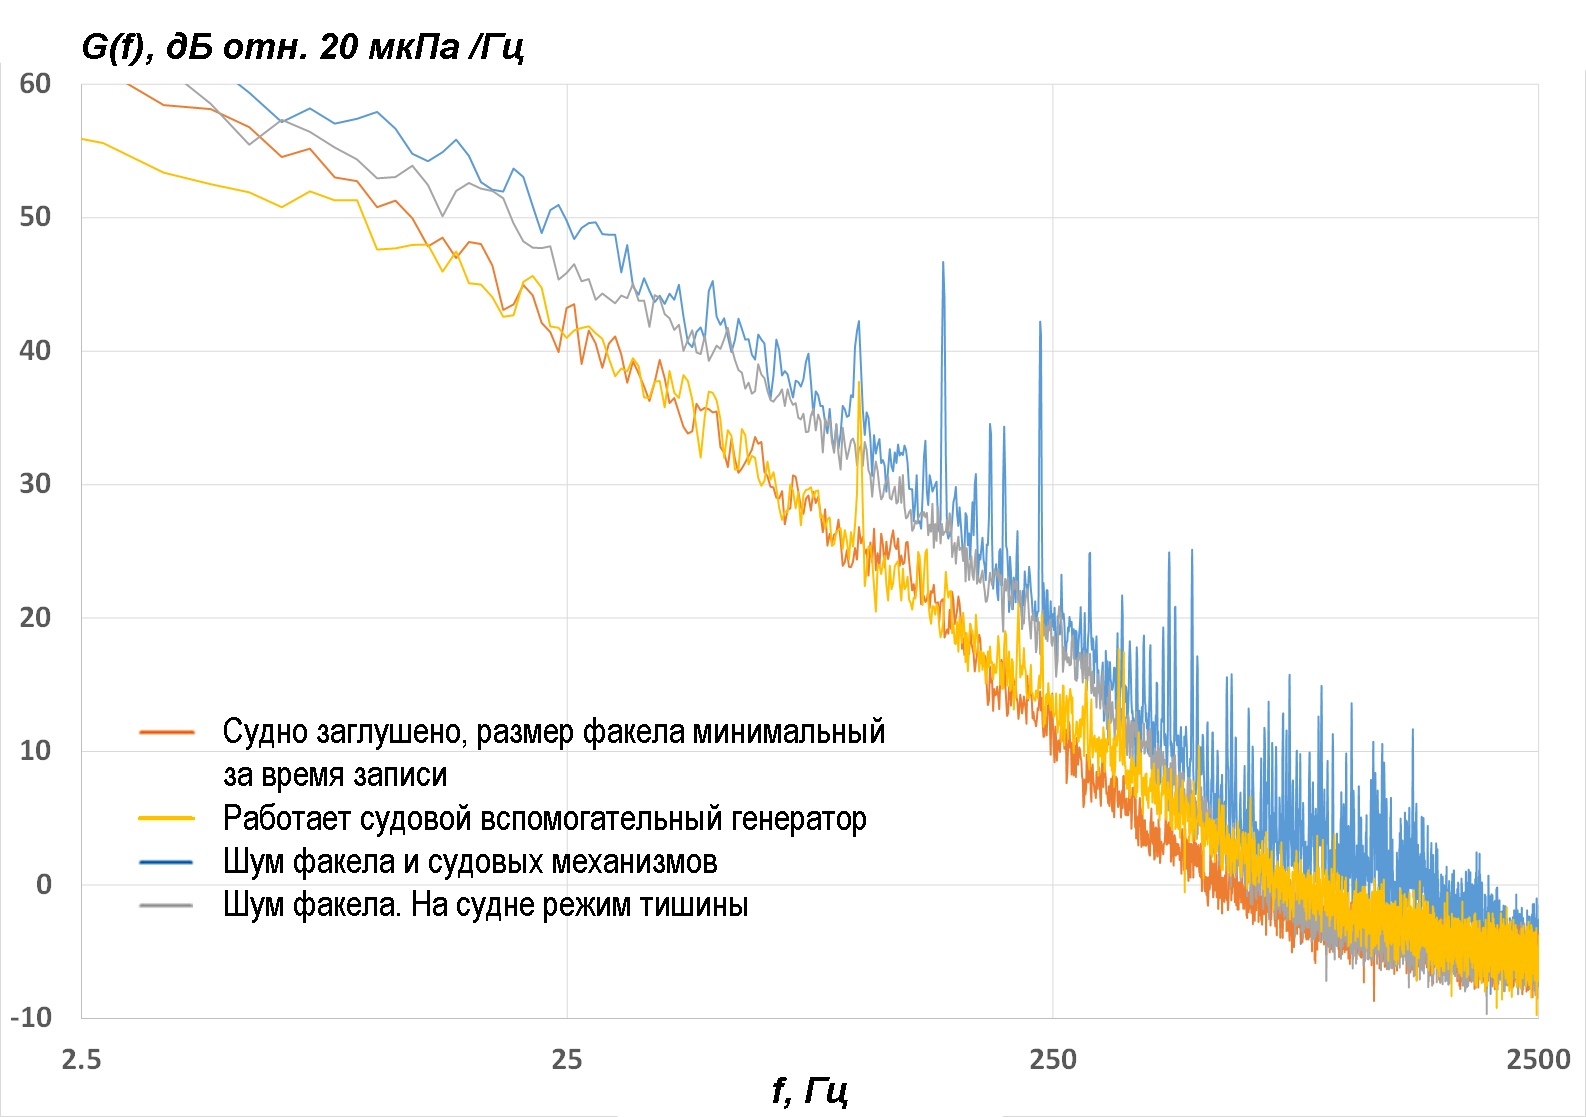 G(f), дБ отн. 20 мкПа /Гц
60
50
40
30
20
10
0
-10
Судно заглушено, размер факела минимальный
за время записи
Работает судовой вспомогательный генератор
Шум факела и судовых механизмов
Шум факела. На судне режим тишины
2.5 25 250 2500
f, Гц